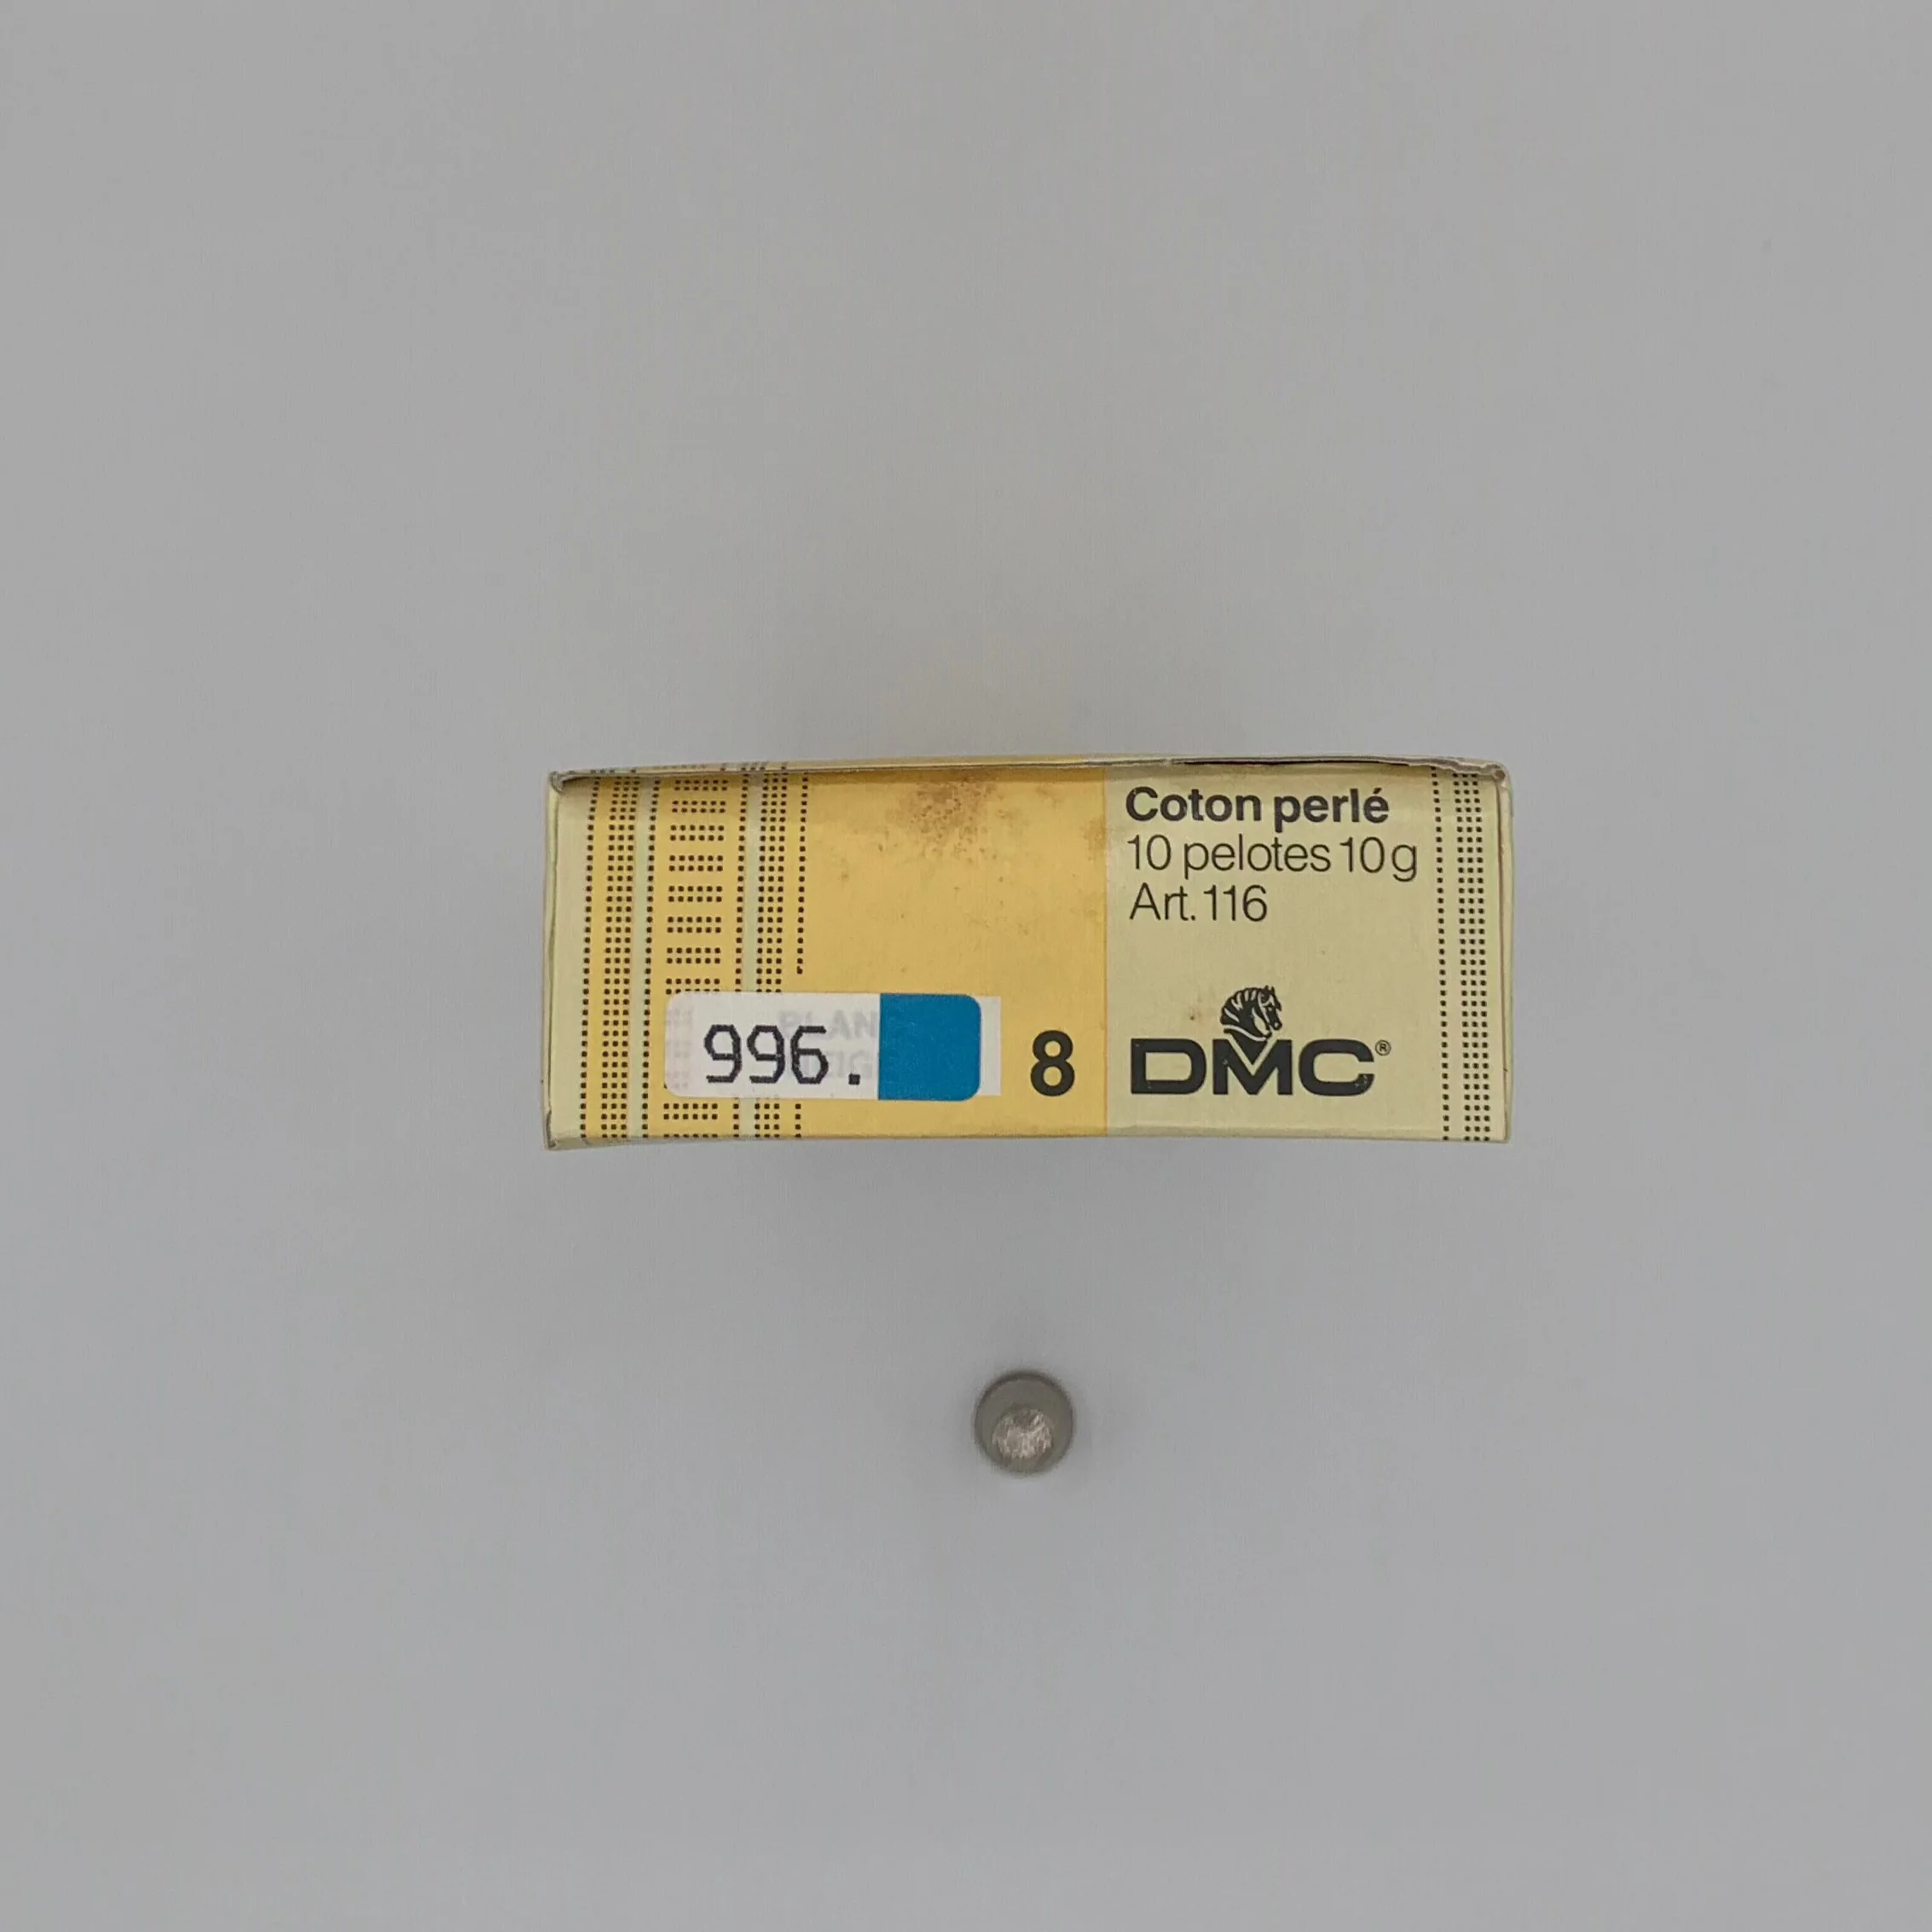 Coton perlé
10 pelotes 10g
Art. 116
996.
8
DMC®